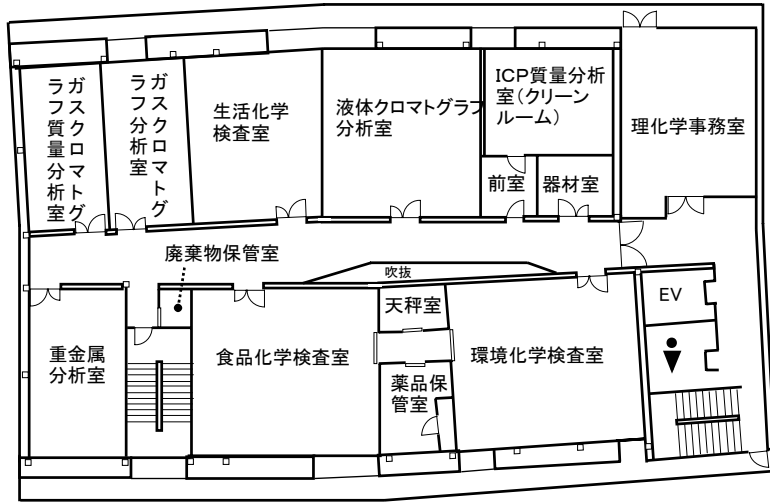 ガスクロマトグ
ラフ質量分析室
ガスクロマトグ
ラフ分析室
生活化学
検査室
液体クロマトグラフ
分析室
ICP質量分析
室(クリーン
ルーム)
前室
器材室
理化学事務室
廃棄物保管室
吹抜
EV
重金属
分析室
食品化学検査室
天秤室
薬品保
管室
環境化学検査室